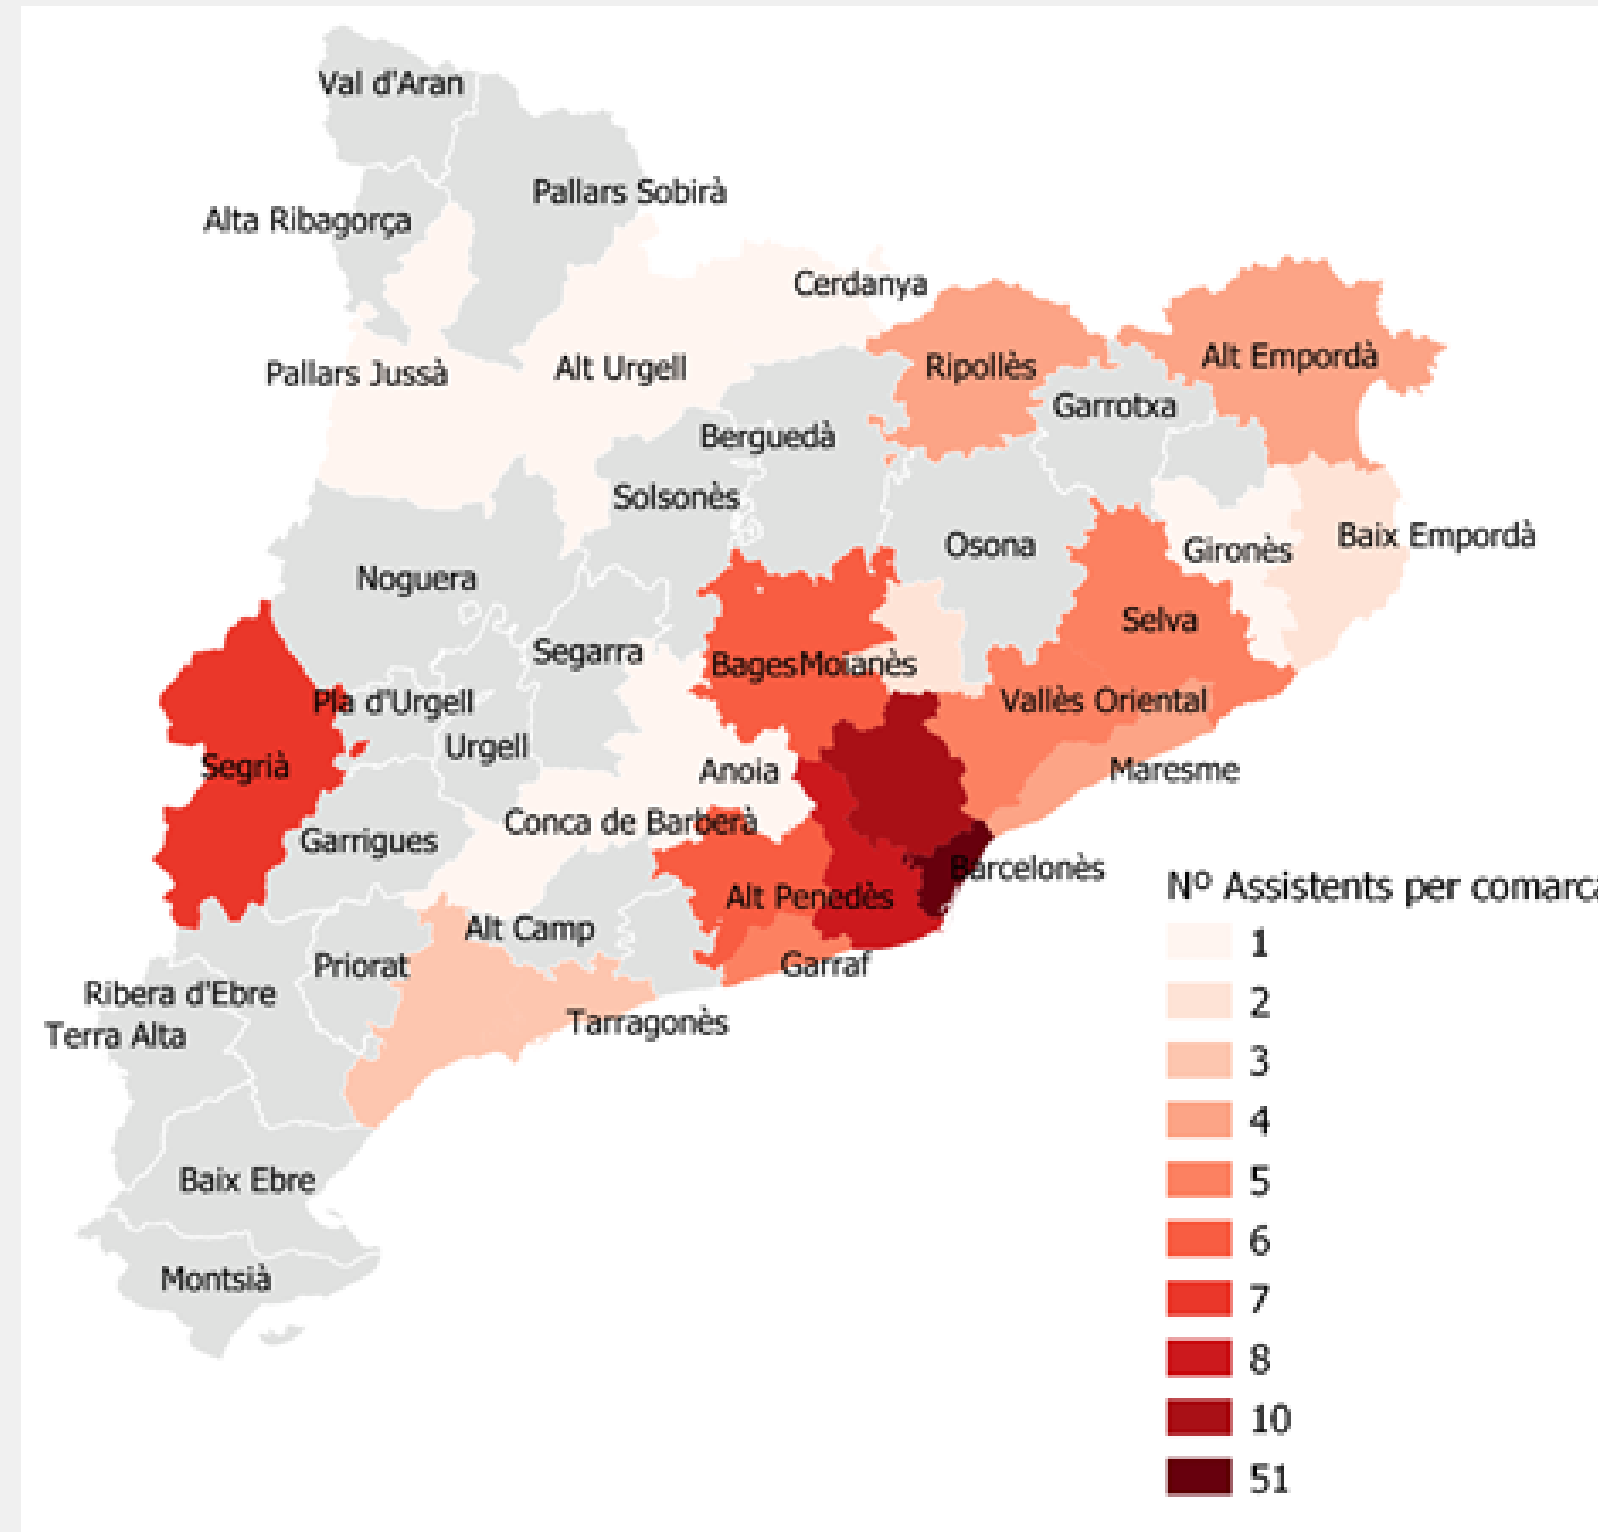 Val d'Aran
Pallars Sobirà
Alta Ribagorça
Cerdanya
Alt Empordà
Ripollès
Alt Urgell
Pallars Jussà
Garrotxa
Berguedà
Solsonès
Baix Empordà
Osona
Gironès
Noguera
Selva
Segarra
Bages Moianès
Pla d'Urgell
Vallès Oriental
Urgell
Segrià
Anoia
Maresme
Conca de Barberà
Garrigues
Barcelonès
Alt Penedès
Alt Camp
Priorat
Garraf
Ribera d'Ebre
Tarragonès
Terra Alta
Baix Ebre
Montsià
Nº Assistents per comarca
1
2
3
4
5
6
7
8
10
51